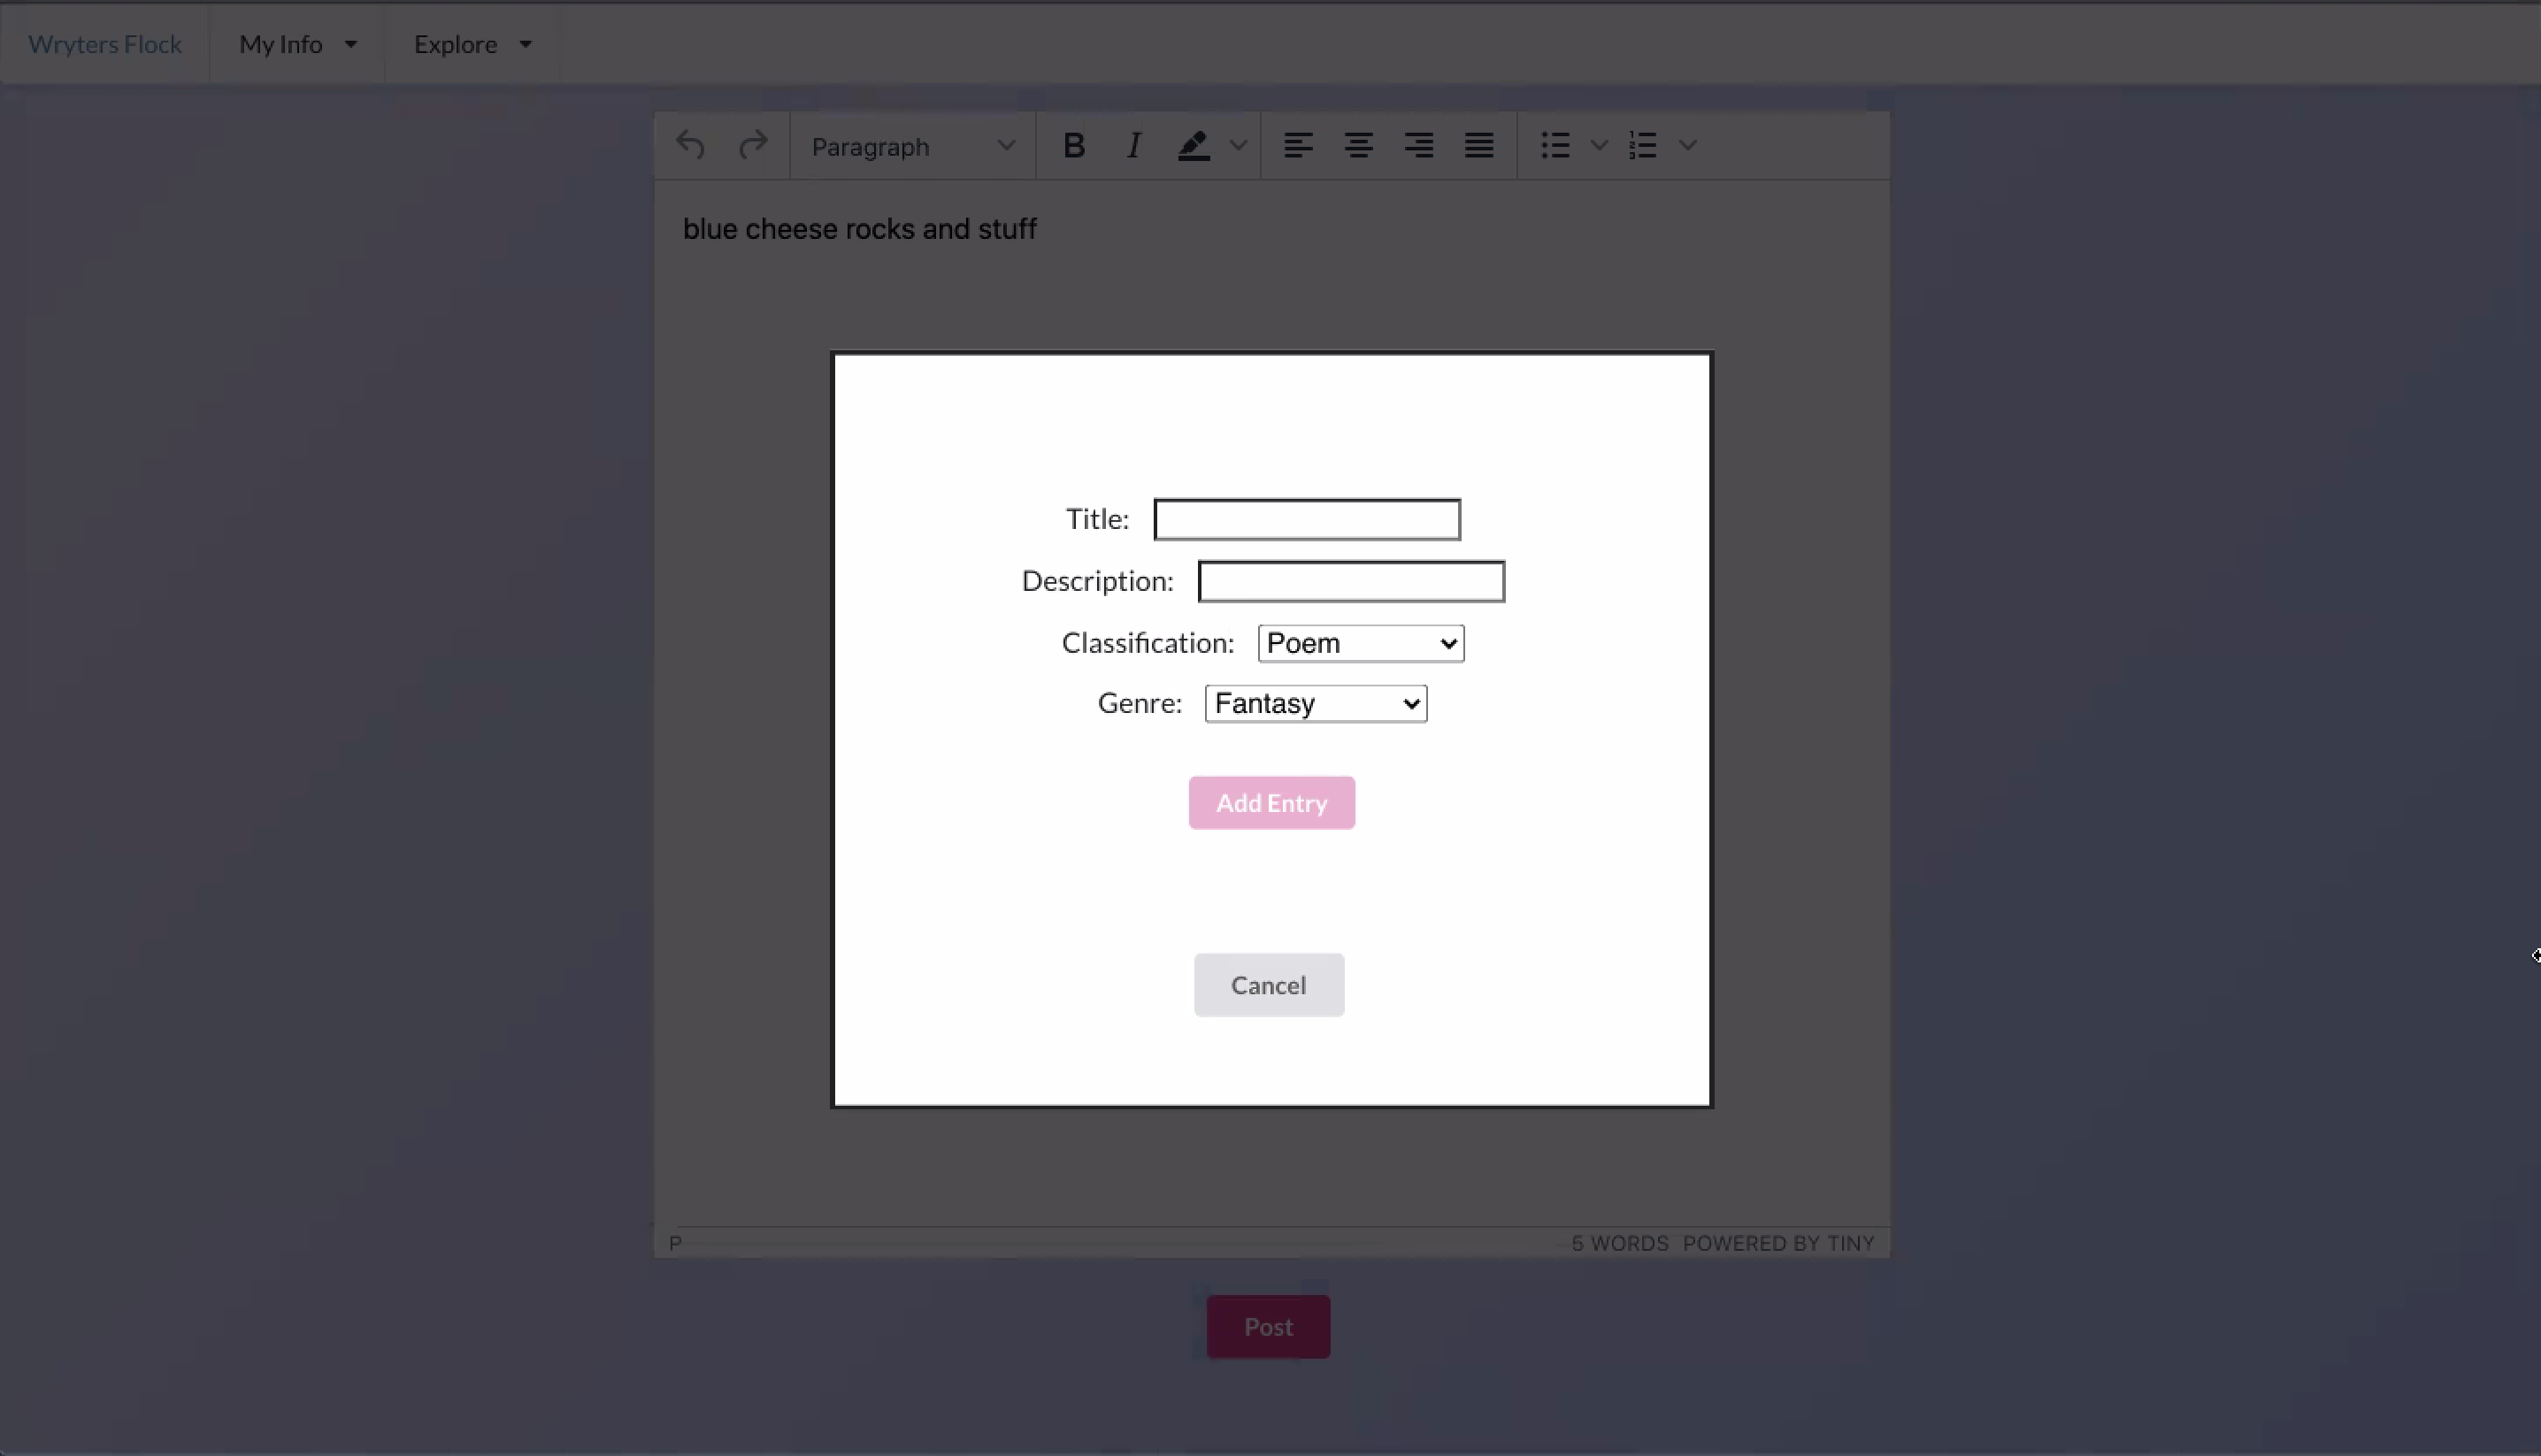 Wryters Flock My Info Explore
Paragraph B I
blue cheese rocks and stuff
Title:
Description:
Classification: Poem
Genre: Fantasy
Add Entry
Cancel
P 5 WORDS POWERED BY TINY
Post